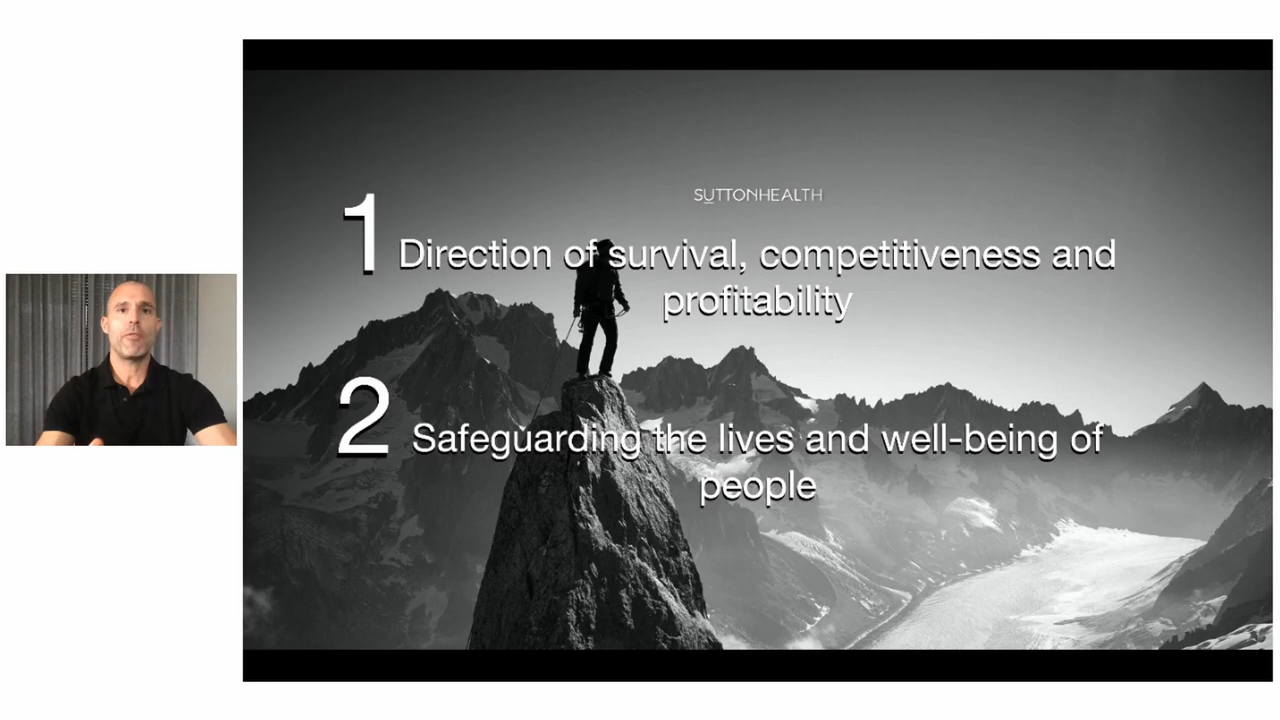 SUTTONHEALTH
1 Direction of survival, competitiveness and
profitability
2 Safeguarding the lives and well-being of
people